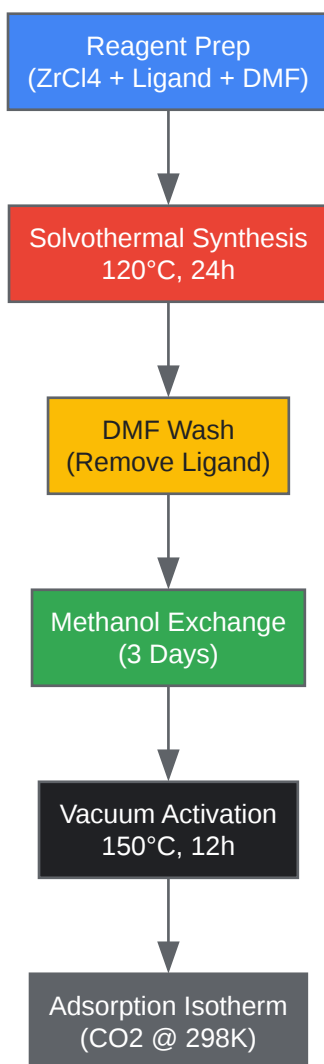 Reagent Prep
(ZrCl4 + Ligand + DMF)
Solvothermal Synthesis
120°C, 24h
DMF Wash
(Remove Ligand)
Methanol Exchange
(3 Days)
Vacuum Activation
150°C, 12h
Adsorption Isotherm
(CO2 @ 298K)